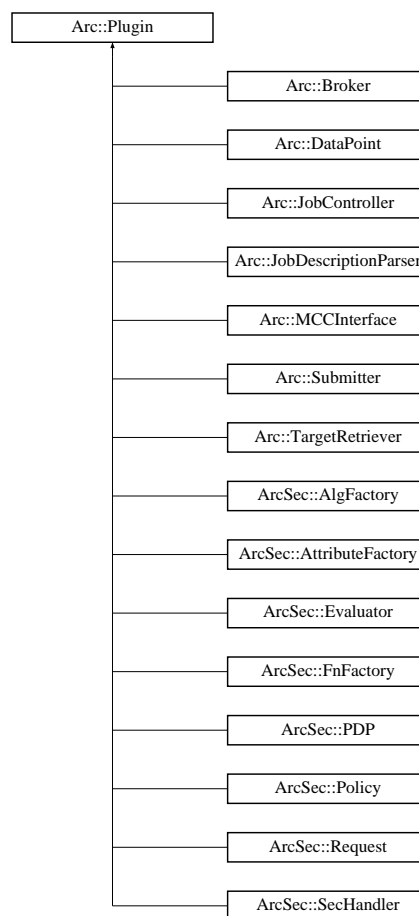 Arc::Plugin
Arc::Broker
Arc::DataPoint
Arc::JobController
Arc::JobDescriptionParser
Arc::MCCInterface
Arc::Submitter
Arc::TargetRetriever
ArcSec::AlgFactory
ArcSec::AttributeFactory
ArcSec::Evaluator
ArcSec::FnFactory
ArcSec::PDP
ArcSec::Policy
ArcSec::Request
ArcSec::SecHandler